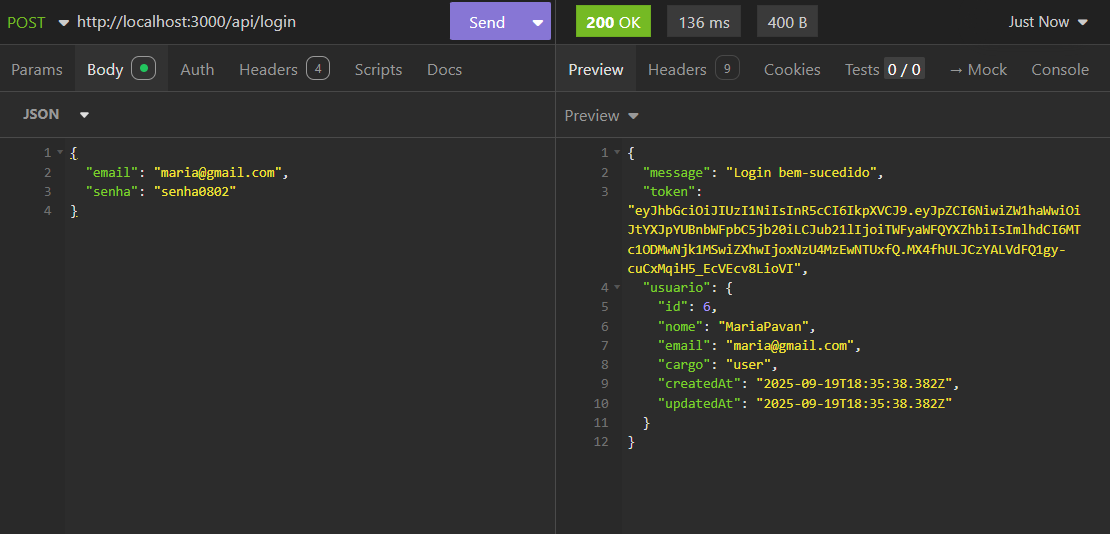 POST http://localhost:3000/api/login Send 200 OK 136 ms 400 B Just Now
Params Body Auth Headers 4 Scripts Docs Preview Headers 9 Cookies Tests 0 / 0 → Mock Console
JSON
1 {
2 "email": "maria@gmail.com",
3 "senha": "senha0802"
4 }
Preview
1 {
2 "message": "Login bem-sucedido",
3 "token":
"eyJhbGciOiJIUzI1NiIsInR5cCI6IkpXVCJ9.eyJpZCI6NiwiZW1haWwiOi
JtYXJpYUBnbWFpbC5jb20iLCJub21lIjoiTWFyaWFQYXZhbiIsImlhdCI6MT
c1ODMwNjk1MSwiZXhwIjoxNzU4MzEwNTUxfQ.MX4fhULJCzYALVdFQ1gy-
cuCxMqiH5_EcVEcv8LioVI",
4 "usuario": {
5 "id": 6,
6 "nome": "MariaPavan",
7 "email": "maria@gmail.com",
8 "cargo": "user",
9 "createdAt": "2025-09-19T18:35:38.382Z",
10 "updatedAt": "2025-09-19T18:35:38.382Z"
11 }
12 }